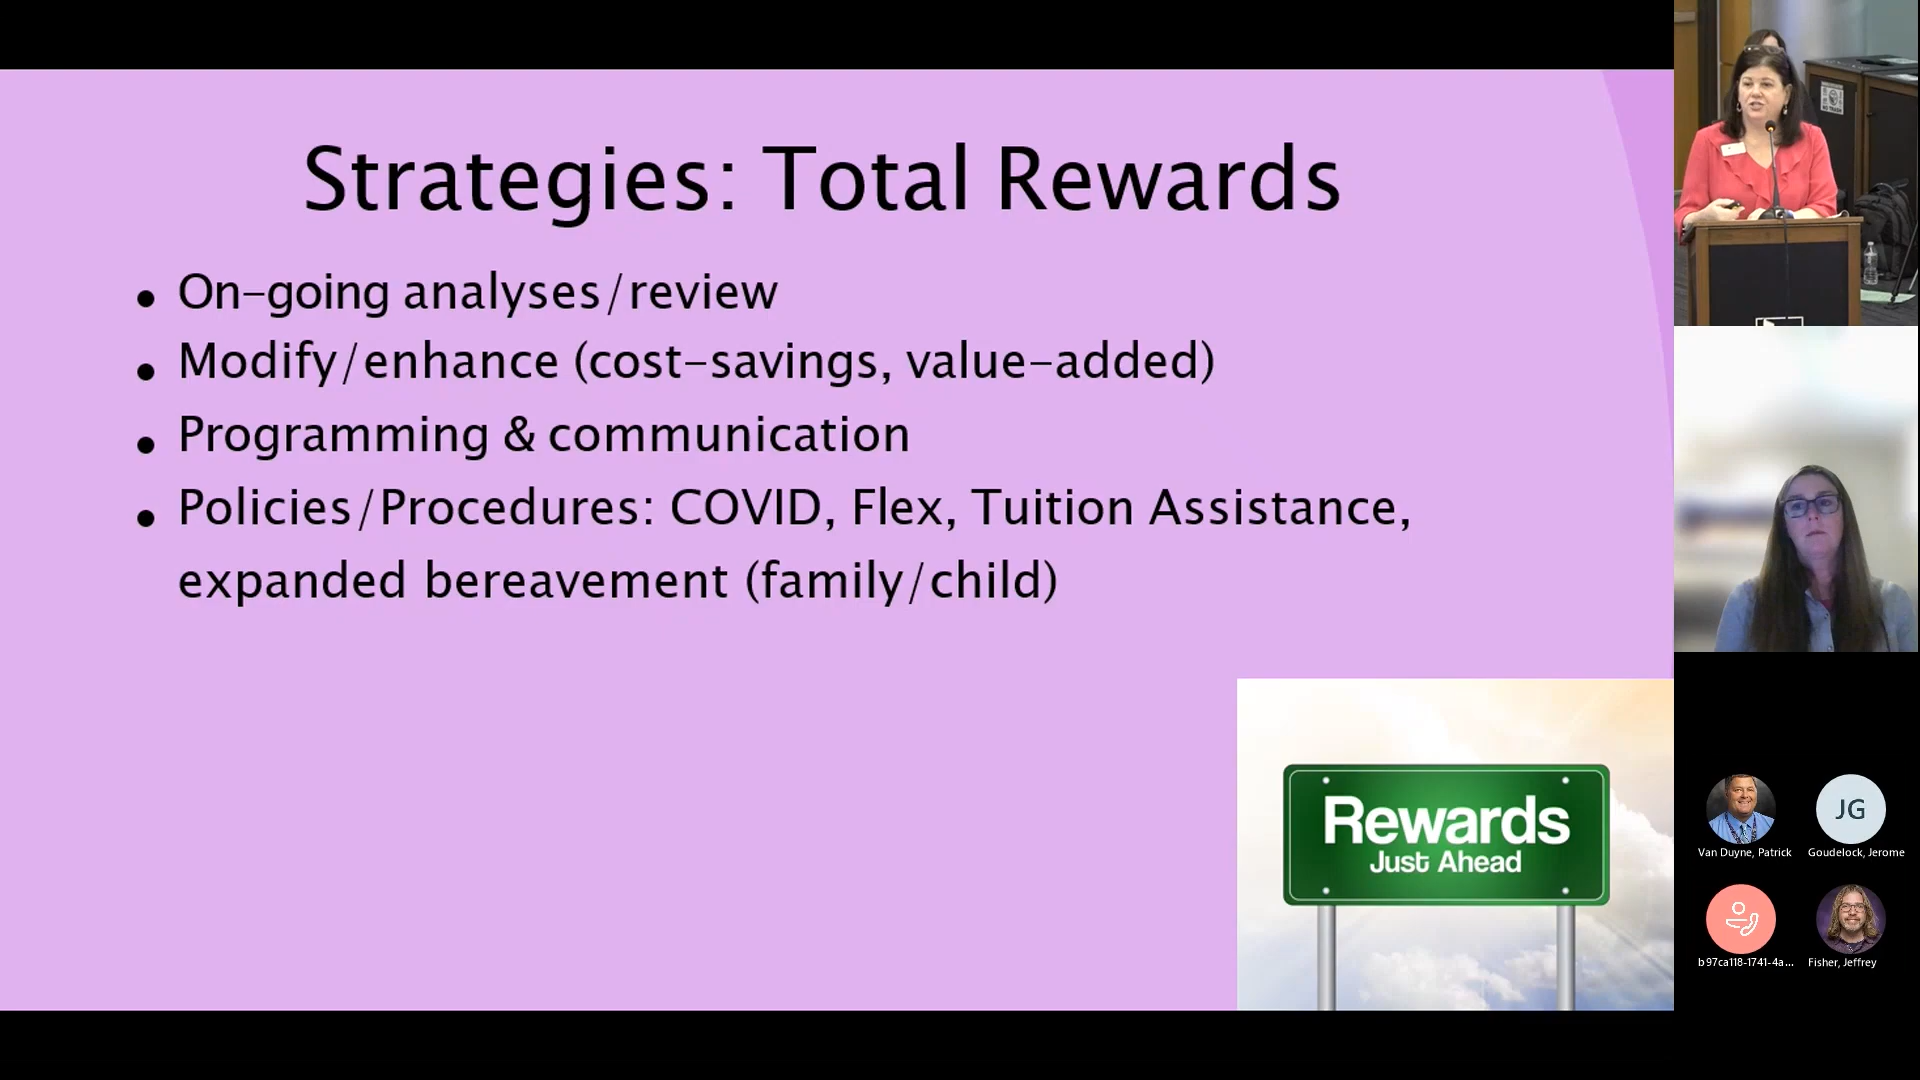 Strategies: Total Rewards
On-going analyses/review
Modify/enhance (cost-savings, value-added)
Programming & communication
Policies/Procedures: COVID, Flex, Tuition Assistance,
expanded bereavement (family/child)
Rewards
Just Ahead
JG
Van Duyne, Patrick
Goudelock, Jerome
b97ca118-1741-4a...
Fisher, Jeffrey